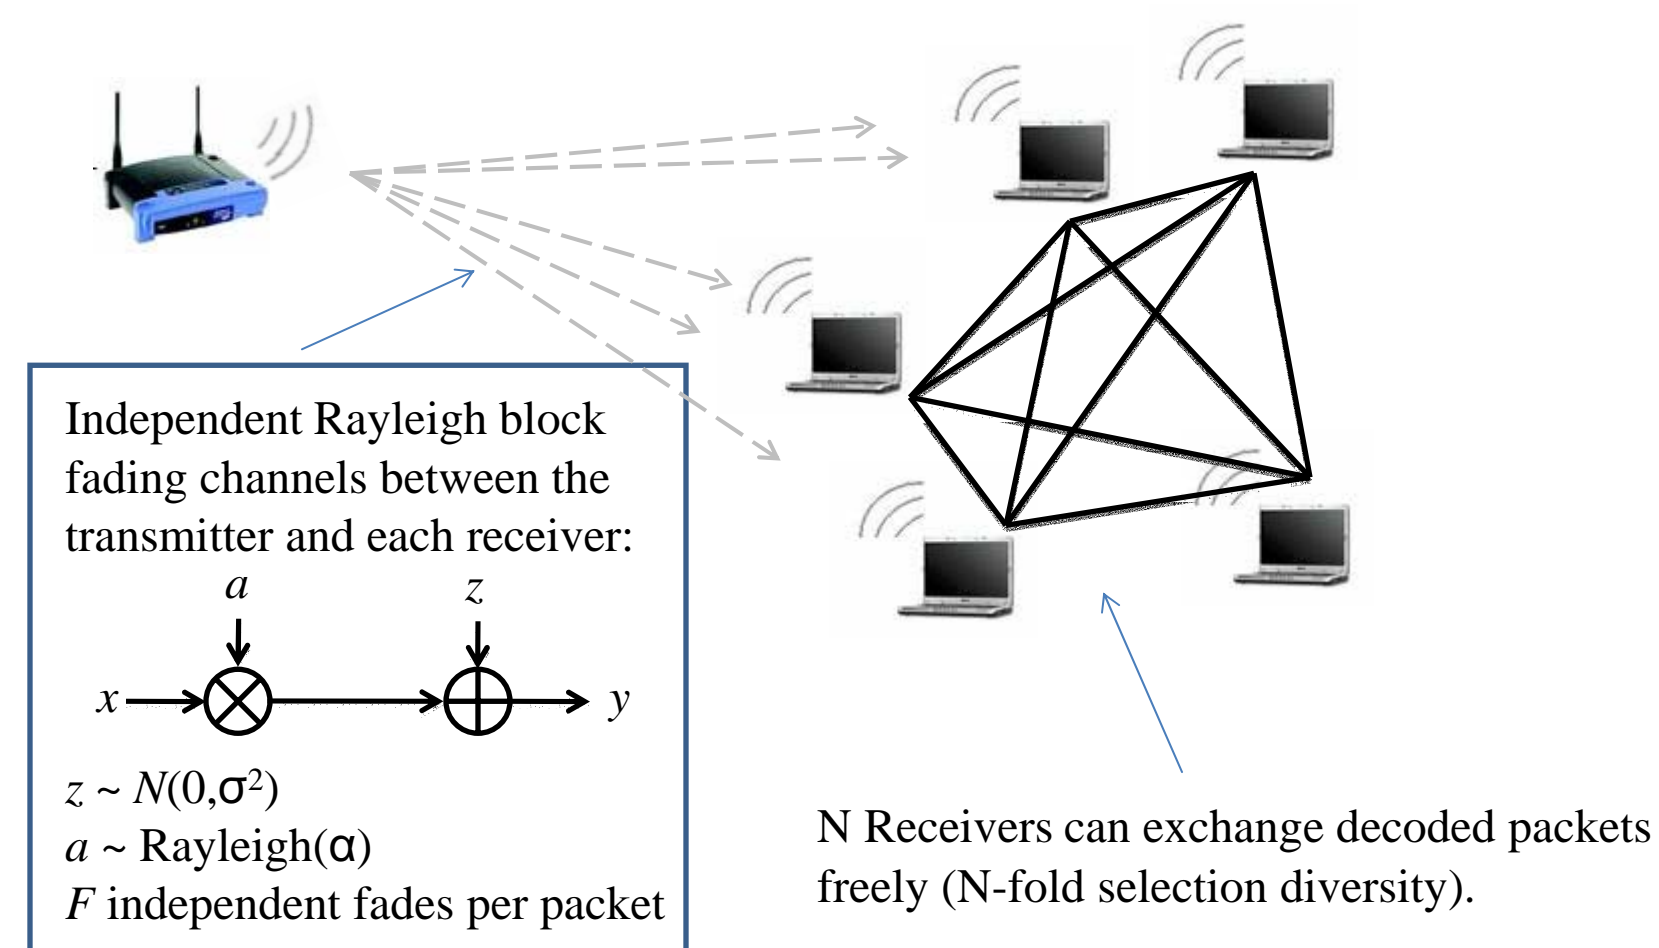 Independent Rayleigh block
fading channels between the
transmitter and each receiver:
a
z
x
y
z ~ N(0,σ²)
a ~ Rayleigh(α)
F independent fades per packet
N Receivers can exchange decoded packets
freely (N-fold selection diversity).